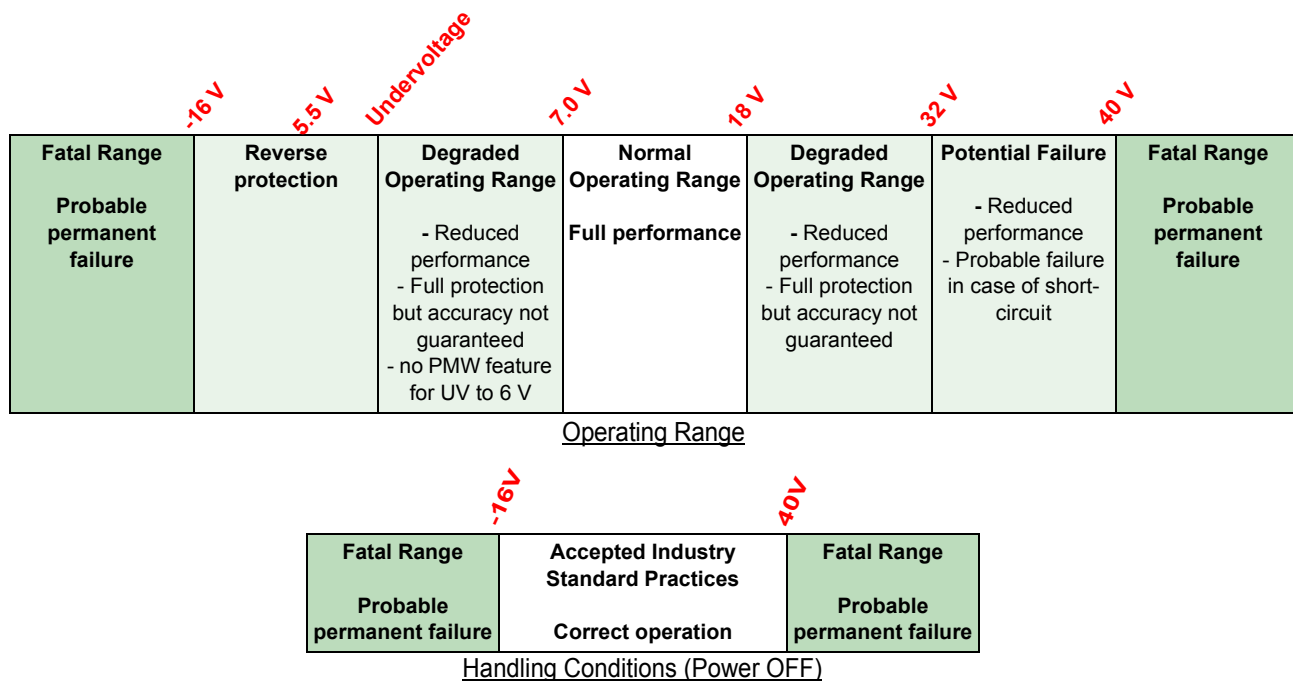 -16 V
5.5 V
Undervoltage
7.0 V
18 V
32 V
40 V
Fatal Range
Probable
permanent
failure
Reverse
protection
Degraded
Operating Range
- Reduced
performance
- Full protection
but accuracy not
guaranteed
- no PMW feature
for UV to 6 V
Normal
Operating Range
Full performance
Degraded
Operating Range
- Reduced
performance
- Full protection
but accuracy not
guaranteed
Potential Failure
- Reduced
performance
- Probable failure
in case of short-
circuit
Fatal Range
Probable
permanent
failure
Operating Range
-16V
40V
Fatal Range
Probable
permanent failure
Accepted Industry
Standard Practices
Correct operation
Fatal Range
Probable
permanent failure
Handling Conditions (Power OFF)